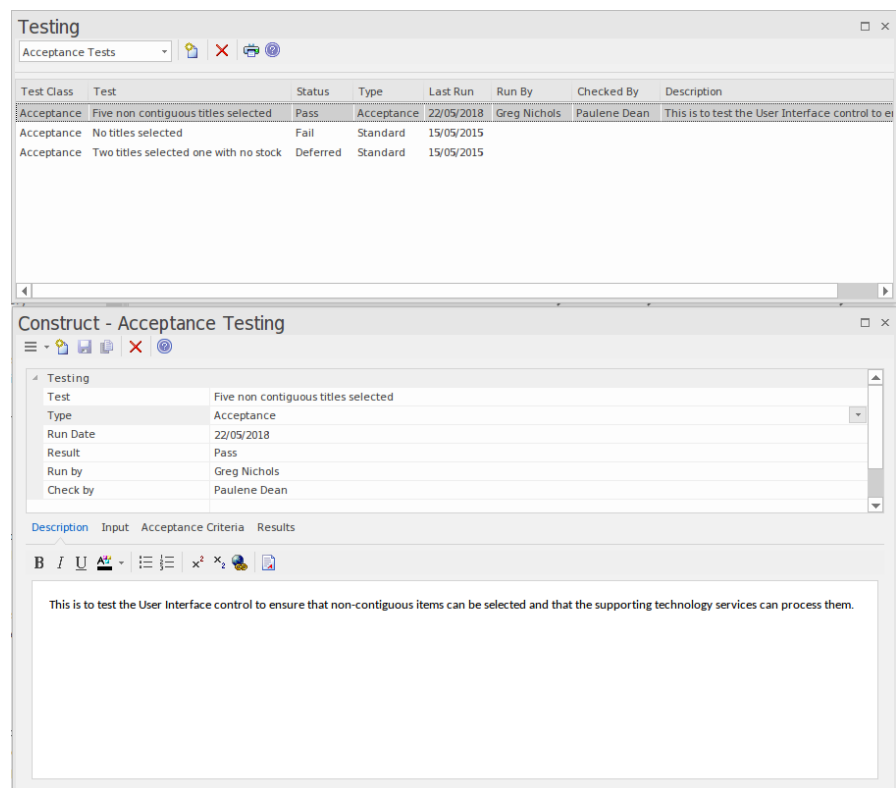 Testing
Acceptance Tests
Test Class Test Status Type Last Run Run By Checked By Description
Acceptance Five non contiguous titles selected Pass Acceptance 22/05/2018 Greg Nichols Paulene Dean This is to test the User Interface control to
Acceptance No titles selected Fail Standard 15/05/2015
Acceptance Two titles selected one with no stock Deferred Standard 15/05/2015
Construct - Acceptance Testing
Testing
Test Five non contiguous titles selected
Type Acceptance
Run Date 22/05/2018
Result Pass
Run by Greg Nichols
Check by Paulene Dean
Description Input Acceptance Criteria Results
B I U A x² x₂
This is to test the User Interface control to ensure that non-contiguous items can be selected and that the supporting technology services can process them.